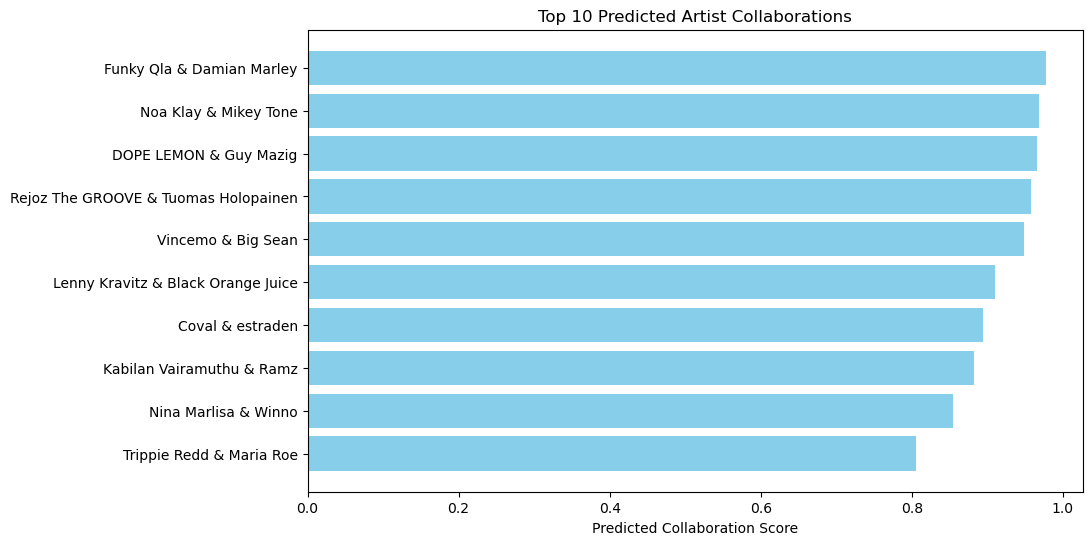 Top 10 Predicted Artist Collaborations
Funky Qla & Damian Marley
Noa Klay & Mikey Tone
DOPE LEMON & Guy Mazig
Rejoz The GROOVE & Tuomas Holopainen
Vincemo & Big Sean
Lenny Kravitz & Black Orange Juice
Coval & estraden
Kabilan Vairamuthu & Ramz
Nina Marlisa & Winno
Trippie Redd & Maria Roe
0.0 0.2 0.4 0.6 0.8 1.0
Predicted Collaboration Score